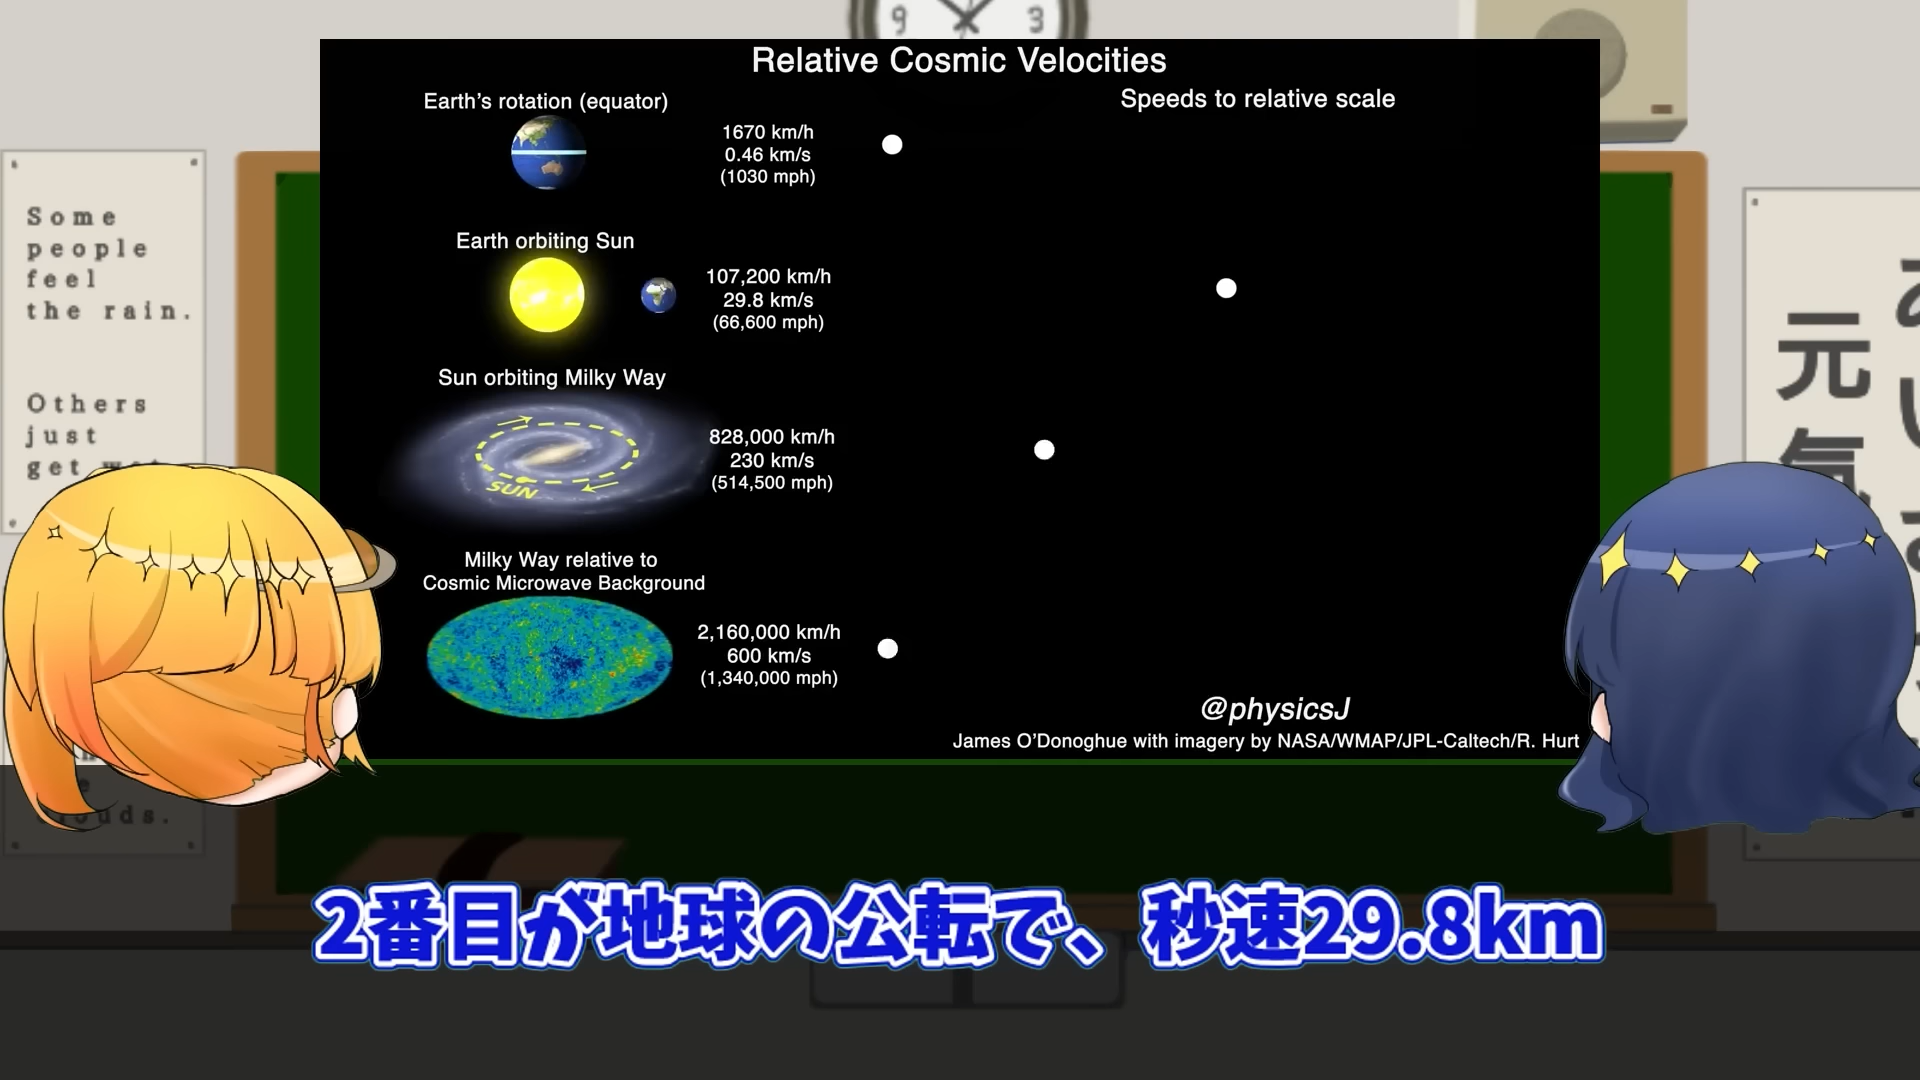 9 3
Relative Cosmic Velocities
Speeds to relative scale
Earth's rotation (equator)
1670 km/h
0.46 km/s
(1030 mph)
Earth orbiting Sun
107,200 km/h
29.8 km/s
(66,600 mph)
Sun orbiting Milky Way
SUN
828,000 km/h
230 km/s
(514,500 mph)
Milky Way relative to
Cosmic Microwave Background
2,160,000 km/h
600 km/s
(1,340,000 mph)
@physicsJ
James O'Donoghue with imagery by NASA/WMAP/JPL-Caltech/R. Hurt
Some
people
feel
the rain.
Others
just
get
元気
2番目が地球の公転で、秒速29.8km